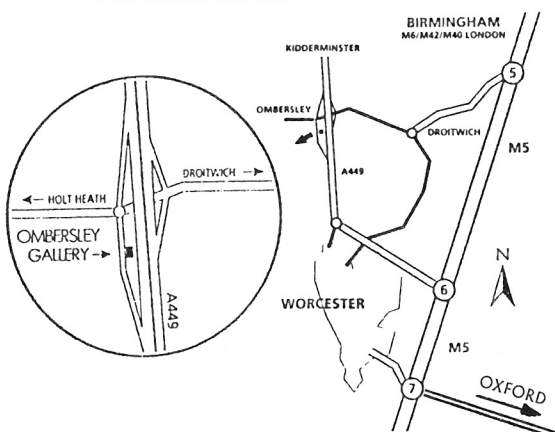 BIRMINGHAM
M6/M42/M40 LONDON
KIDDERMINSTER
5
OMBERSLEY
DROITWICH
M5
A449
DROITWICH →
← HOLT HEATH
OMBERSLEY
GALLERY →
A449
N
6
WORCESTER
M5
7
OXFORD